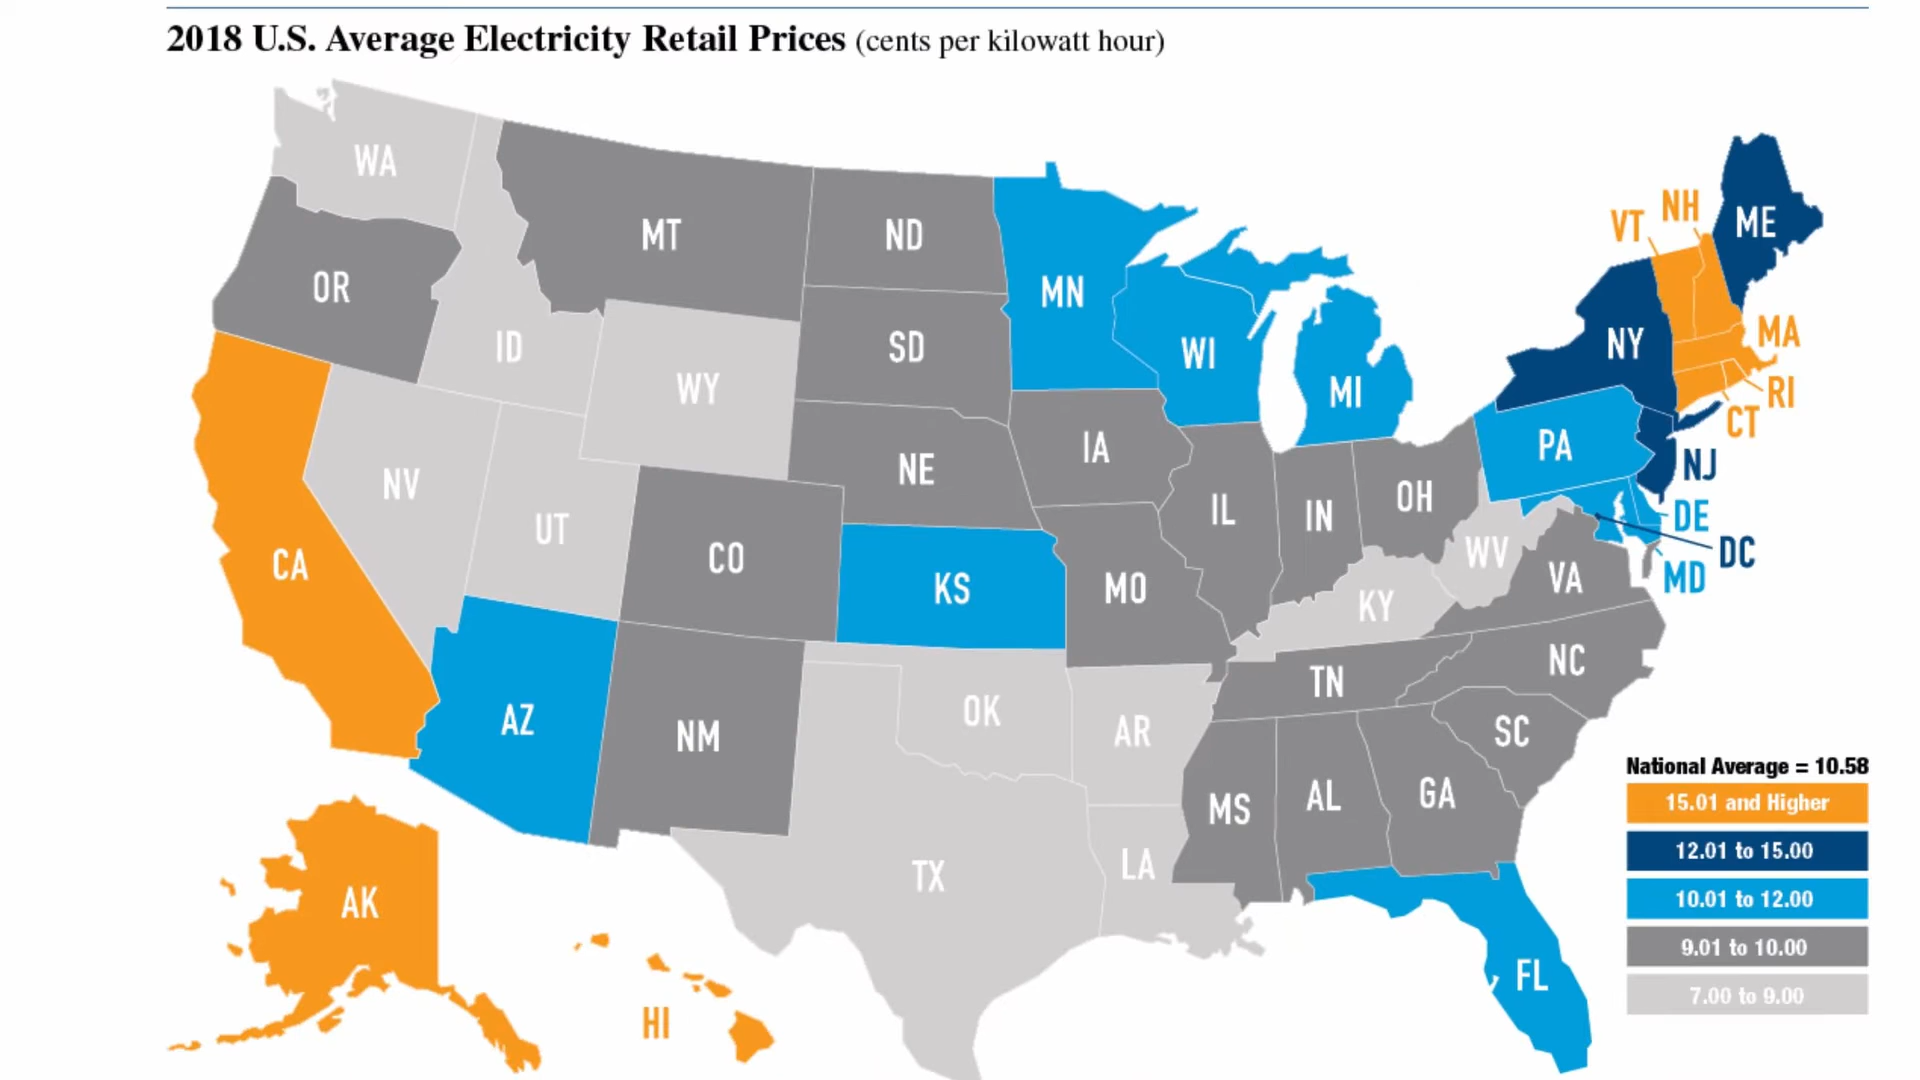 2018 U.S. Average Electricity Retail Prices (cents per kilowatt hour)
WA
MT
ND
MN
VT
NH
ME
OR
ID
SD
WI
MI
NY
MA
RI
CT
WY
NE
IA
PA
NJ
NV
UT
CO
KS
MO
IL
IN
OH
WV
VA
DE
DC
MD
CA
KY
AZ
NM
OK
AR
TN
NC
SC
TX
LA
MS
AL
GA
FL
AK
HI
National Average = 10.58
15.01 and Higher
12.01 to 15.00
10.01 to 12.00
9.01 to 10.00
7.00 to 9.00